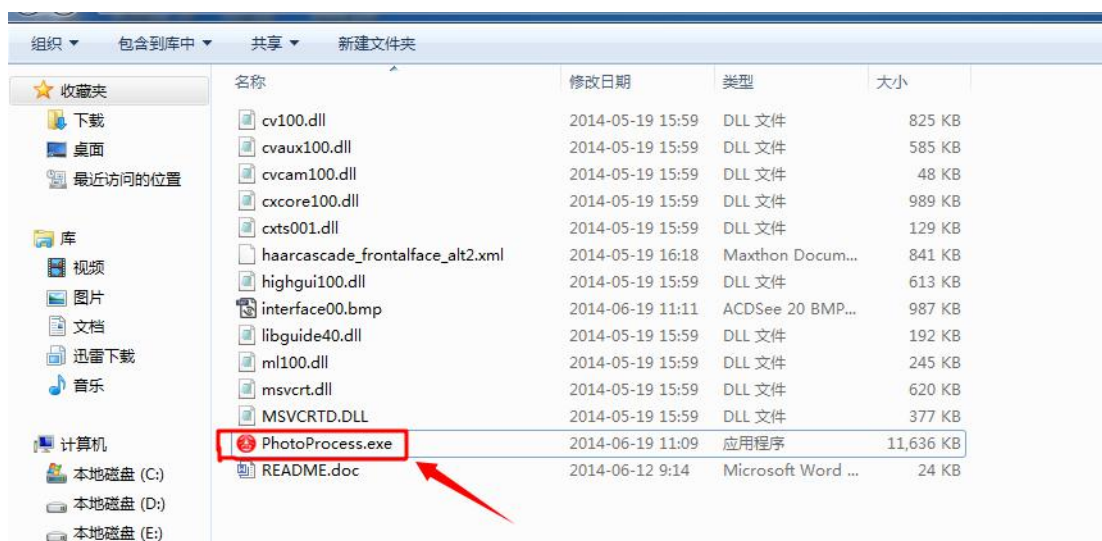 组织 包含到库中 共享 新建文件夹
收藏夹
下载
桌面
最近访问的位置
库
视频
图片
文档
迅雷下载
音乐
计算机
本地磁盘 (C:)
本地磁盘 (D:)
本地磁盘 (E:)
名称 修改日期 类型 大小
cv100.dll 2014-05-19 15:59 DLL 文件 825 KB
cvaux100.dll 2014-05-19 15:59 DLL 文件 585 KB
cvcam100.dll 2014-05-19 15:59 DLL 文件 48 KB
cxcore100.dll 2014-05-19 15:59 DLL 文件 989 KB
cxts001.dll 2014-05-19 15:59 DLL 文件 129 KB
haarcascade_frontalface_alt2.xml 2014-05-19 16:18 Maxthon Docum... 841 KB
highgui100.dll 2014-05-19 15:59 DLL 文件 613 KB
interface00.bmp 2014-06-19 11:11 ACDSee 20 BMP... 987 KB
libguide40.dll 2014-05-19 15:59 DLL 文件 192 KB
ml100.dll 2014-05-19 15:59 DLL 文件 245 KB
msvcrt.dll 2014-05-19 15:59 DLL 文件 620 KB
MSVCRTD.DLL 2014-05-19 15:59 DLL 文件 377 KB
PhotoProcess.exe 2014-06-19 11:09 应用程序 11,636 KB
README.doc 2014-06-12 9:14 Microsoft Word ... 24 KB